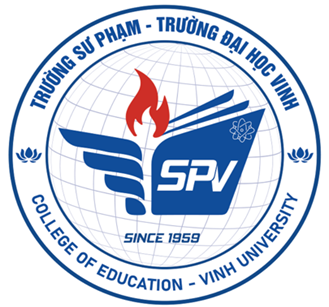 TRƯỜNG SƯ PHẠM - TRƯỜNG ĐẠI HỌC VINH
SPV
SINCE 1959
COLLEGE OF EDUCATION - VINH UNIVERSITY